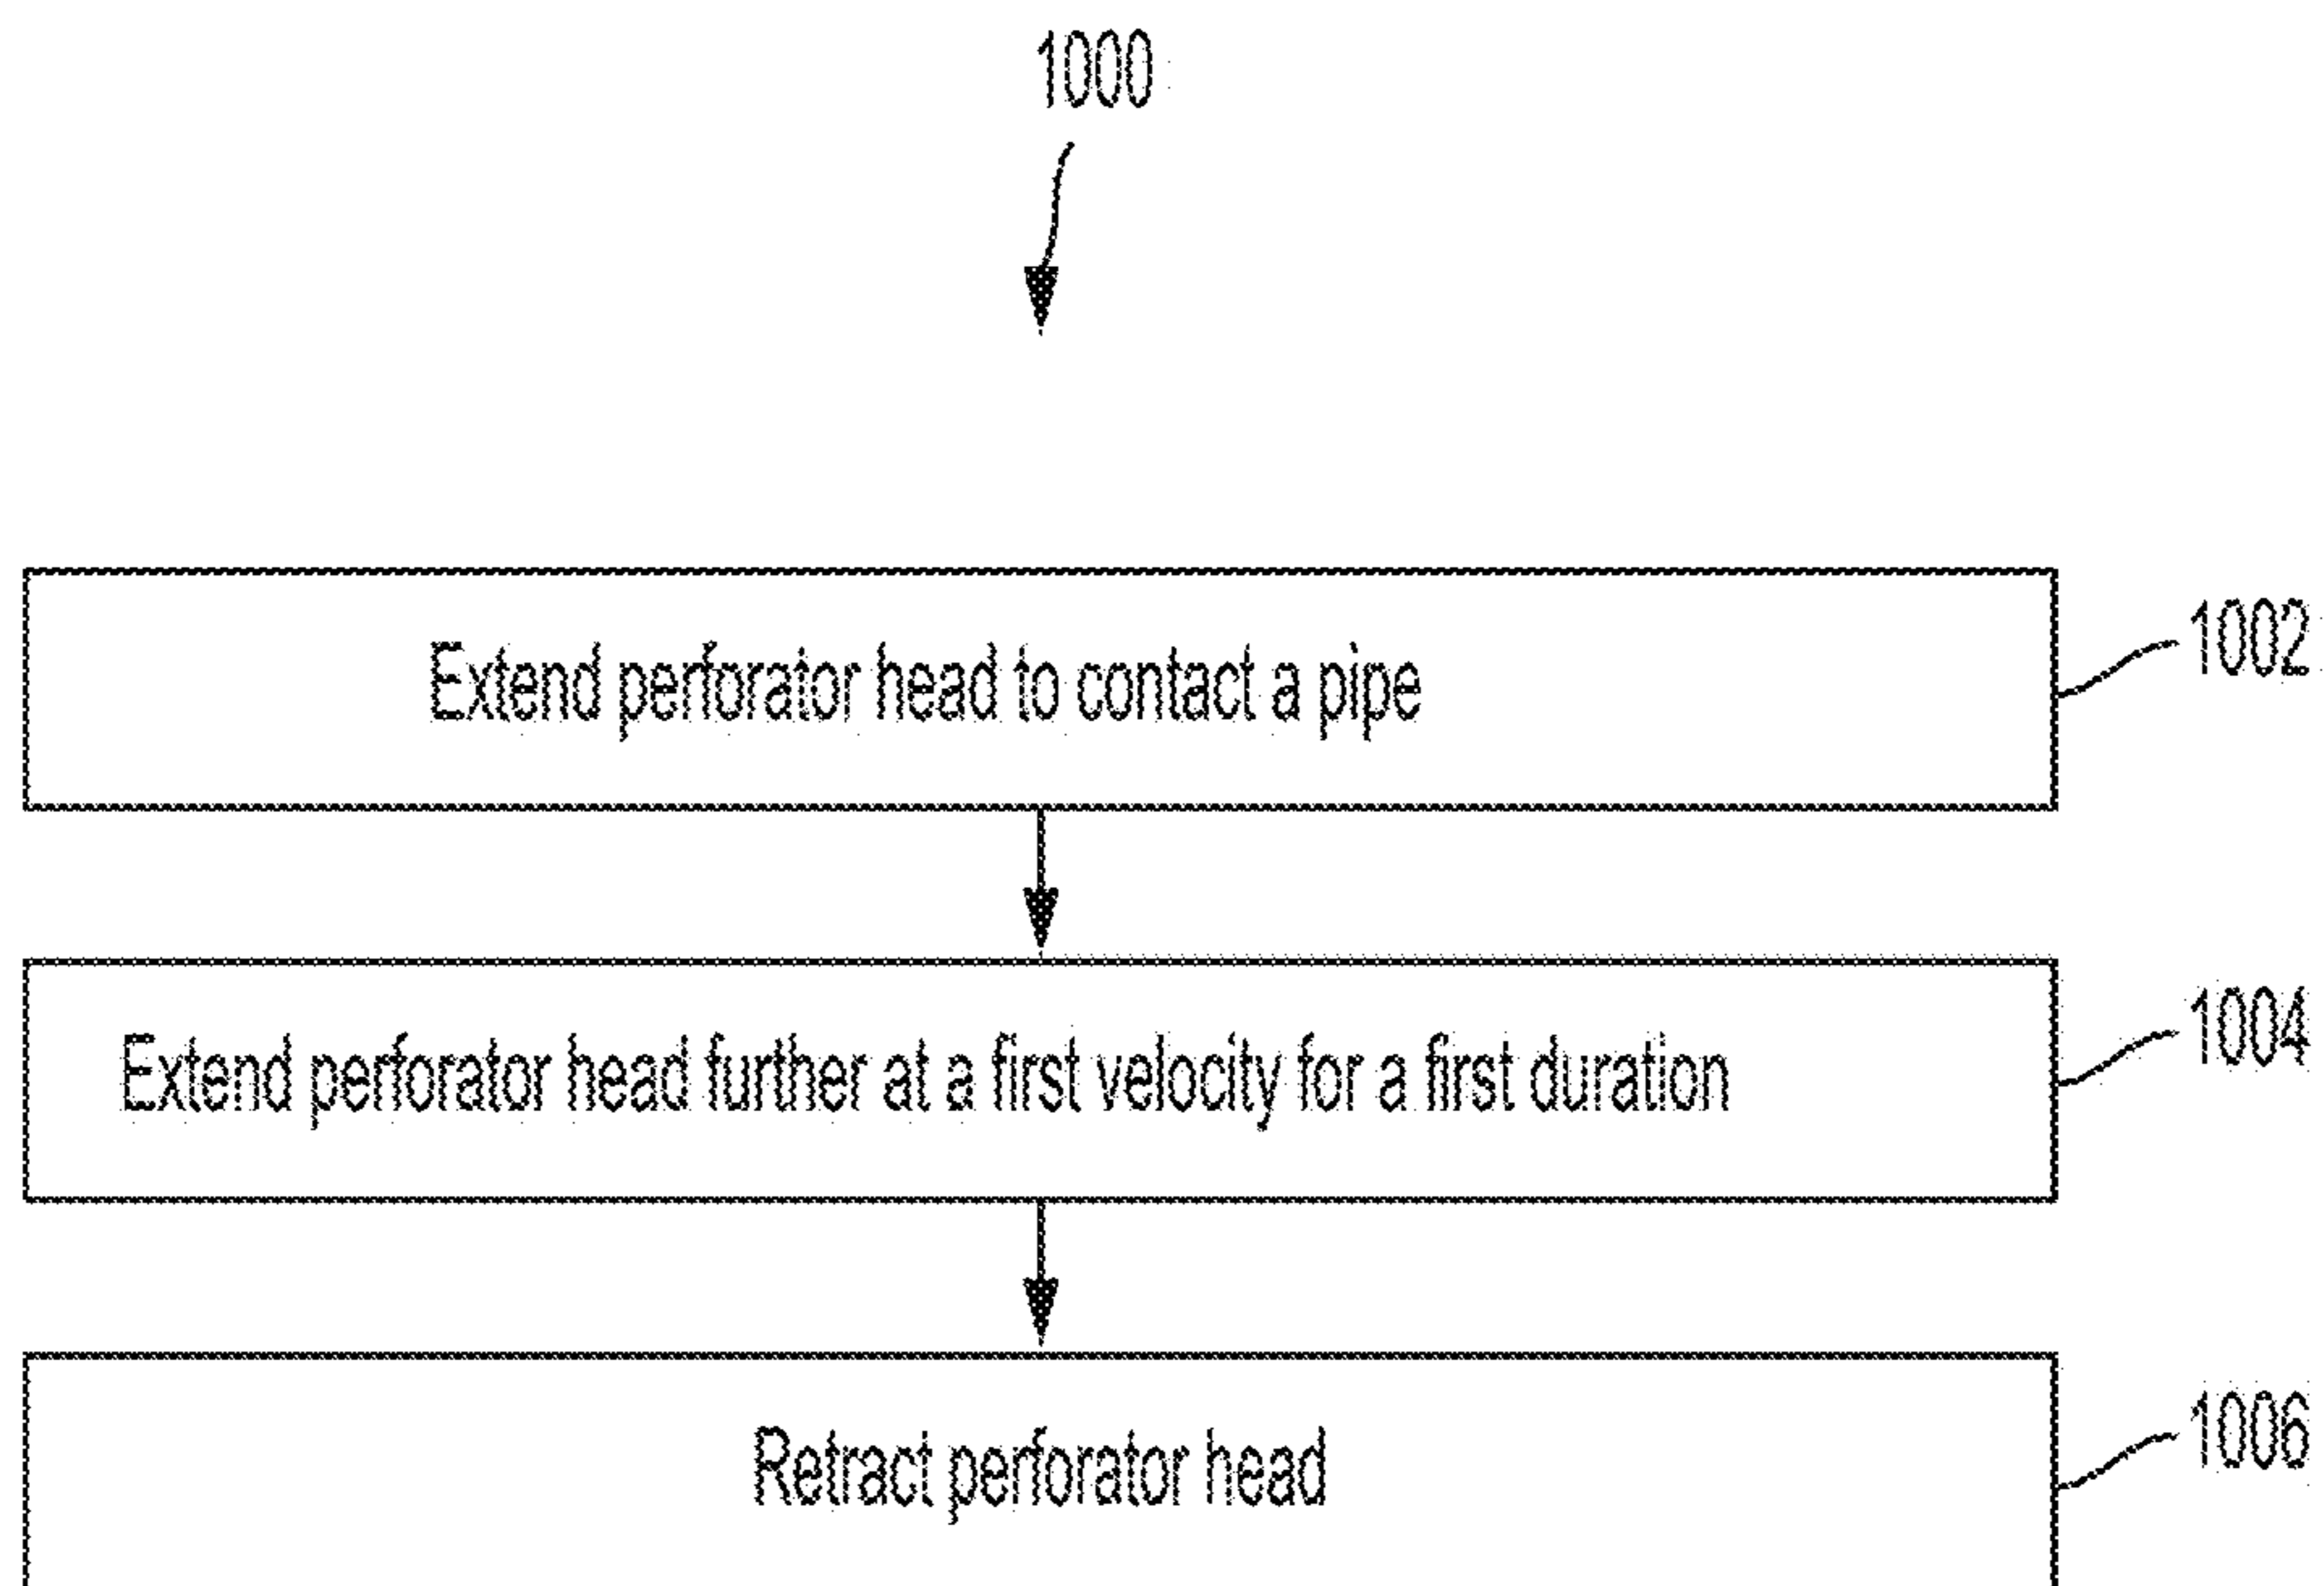 1000
Extend perforator head to contact a pipe
1002
Extend perforator head further at a first velocity for a first duration
1004
Retract perforator head
1006